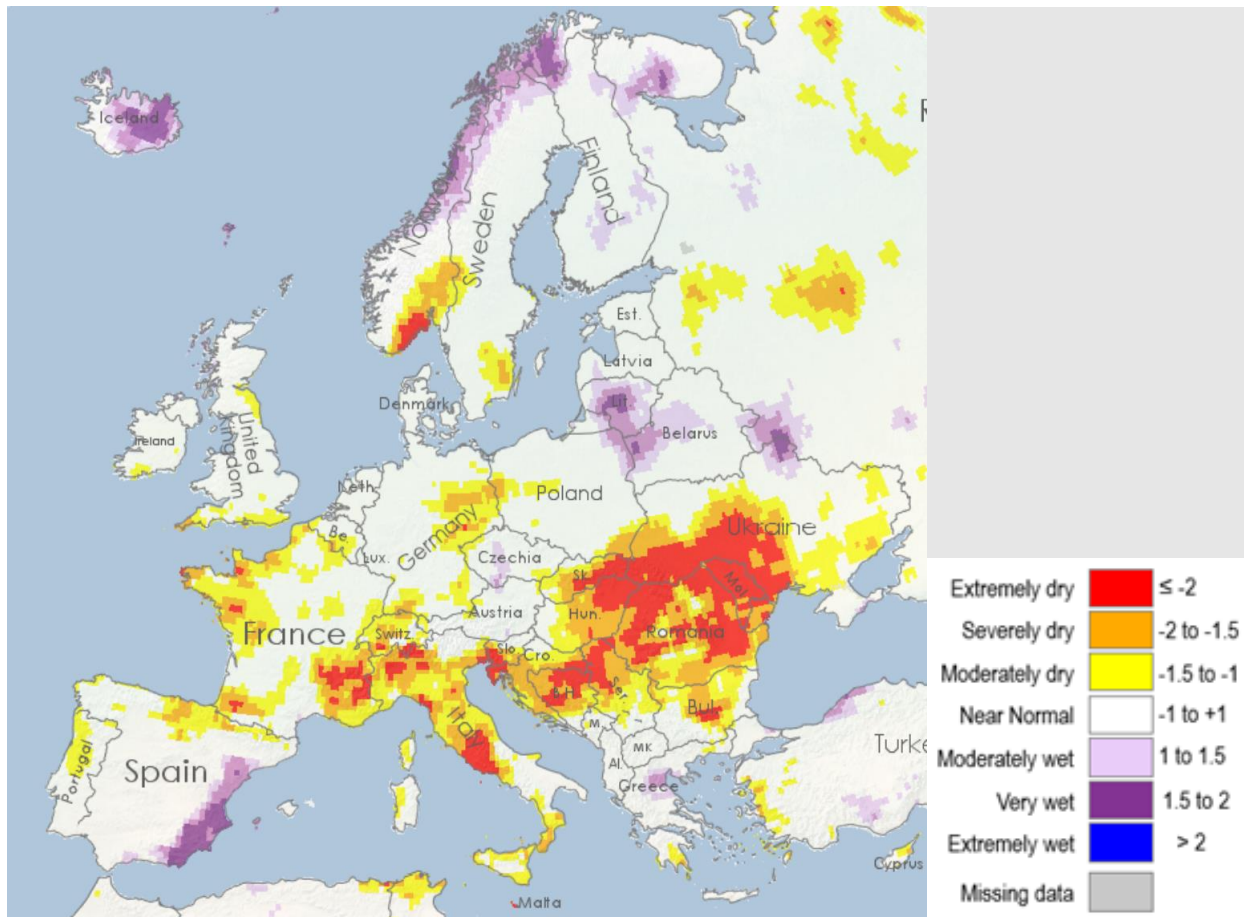 Iceland
R
Norway
Sweden
Finland
Est.
Latvia
Lit.
Denmark
Belarus
Ireland
United
Kingdom
Neth.
Poland
Germany
Be.
Lux.
Czechia
Ukraine
Sk.
Mol.
Austria
Hun.
France
Switz.
Romania
Slo.
Cro.
B.H.
Ser.
Italy
Bul.
M.
MK
Al.
Greece
Turke
Portugal
Spain
Cyprus
Malta
Extremely dry ≤ -2
Severely dry -2 to -1.5
Moderately dry -1.5 to -1
Near Normal -1 to +1
Moderately wet 1 to 1.5
Very wet 1.5 to 2
Extremely wet > 2
Missing data